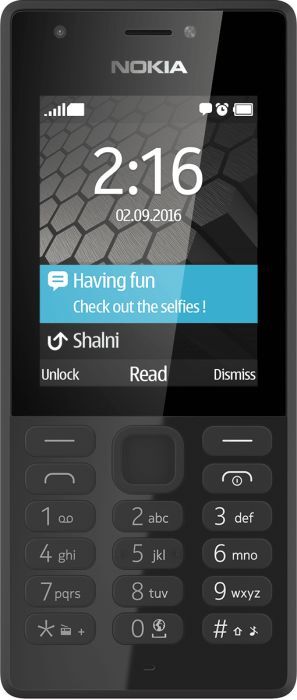 NOKIA
2:16
02.09.2016
Having fun
Check out the selfies !
Shalni
Unlock Read Dismiss
1 2 abc 3 def
4 ghi 5 jkl 6 mno
7 pqrs 8 tuv 9 wxyz
* + 0 #